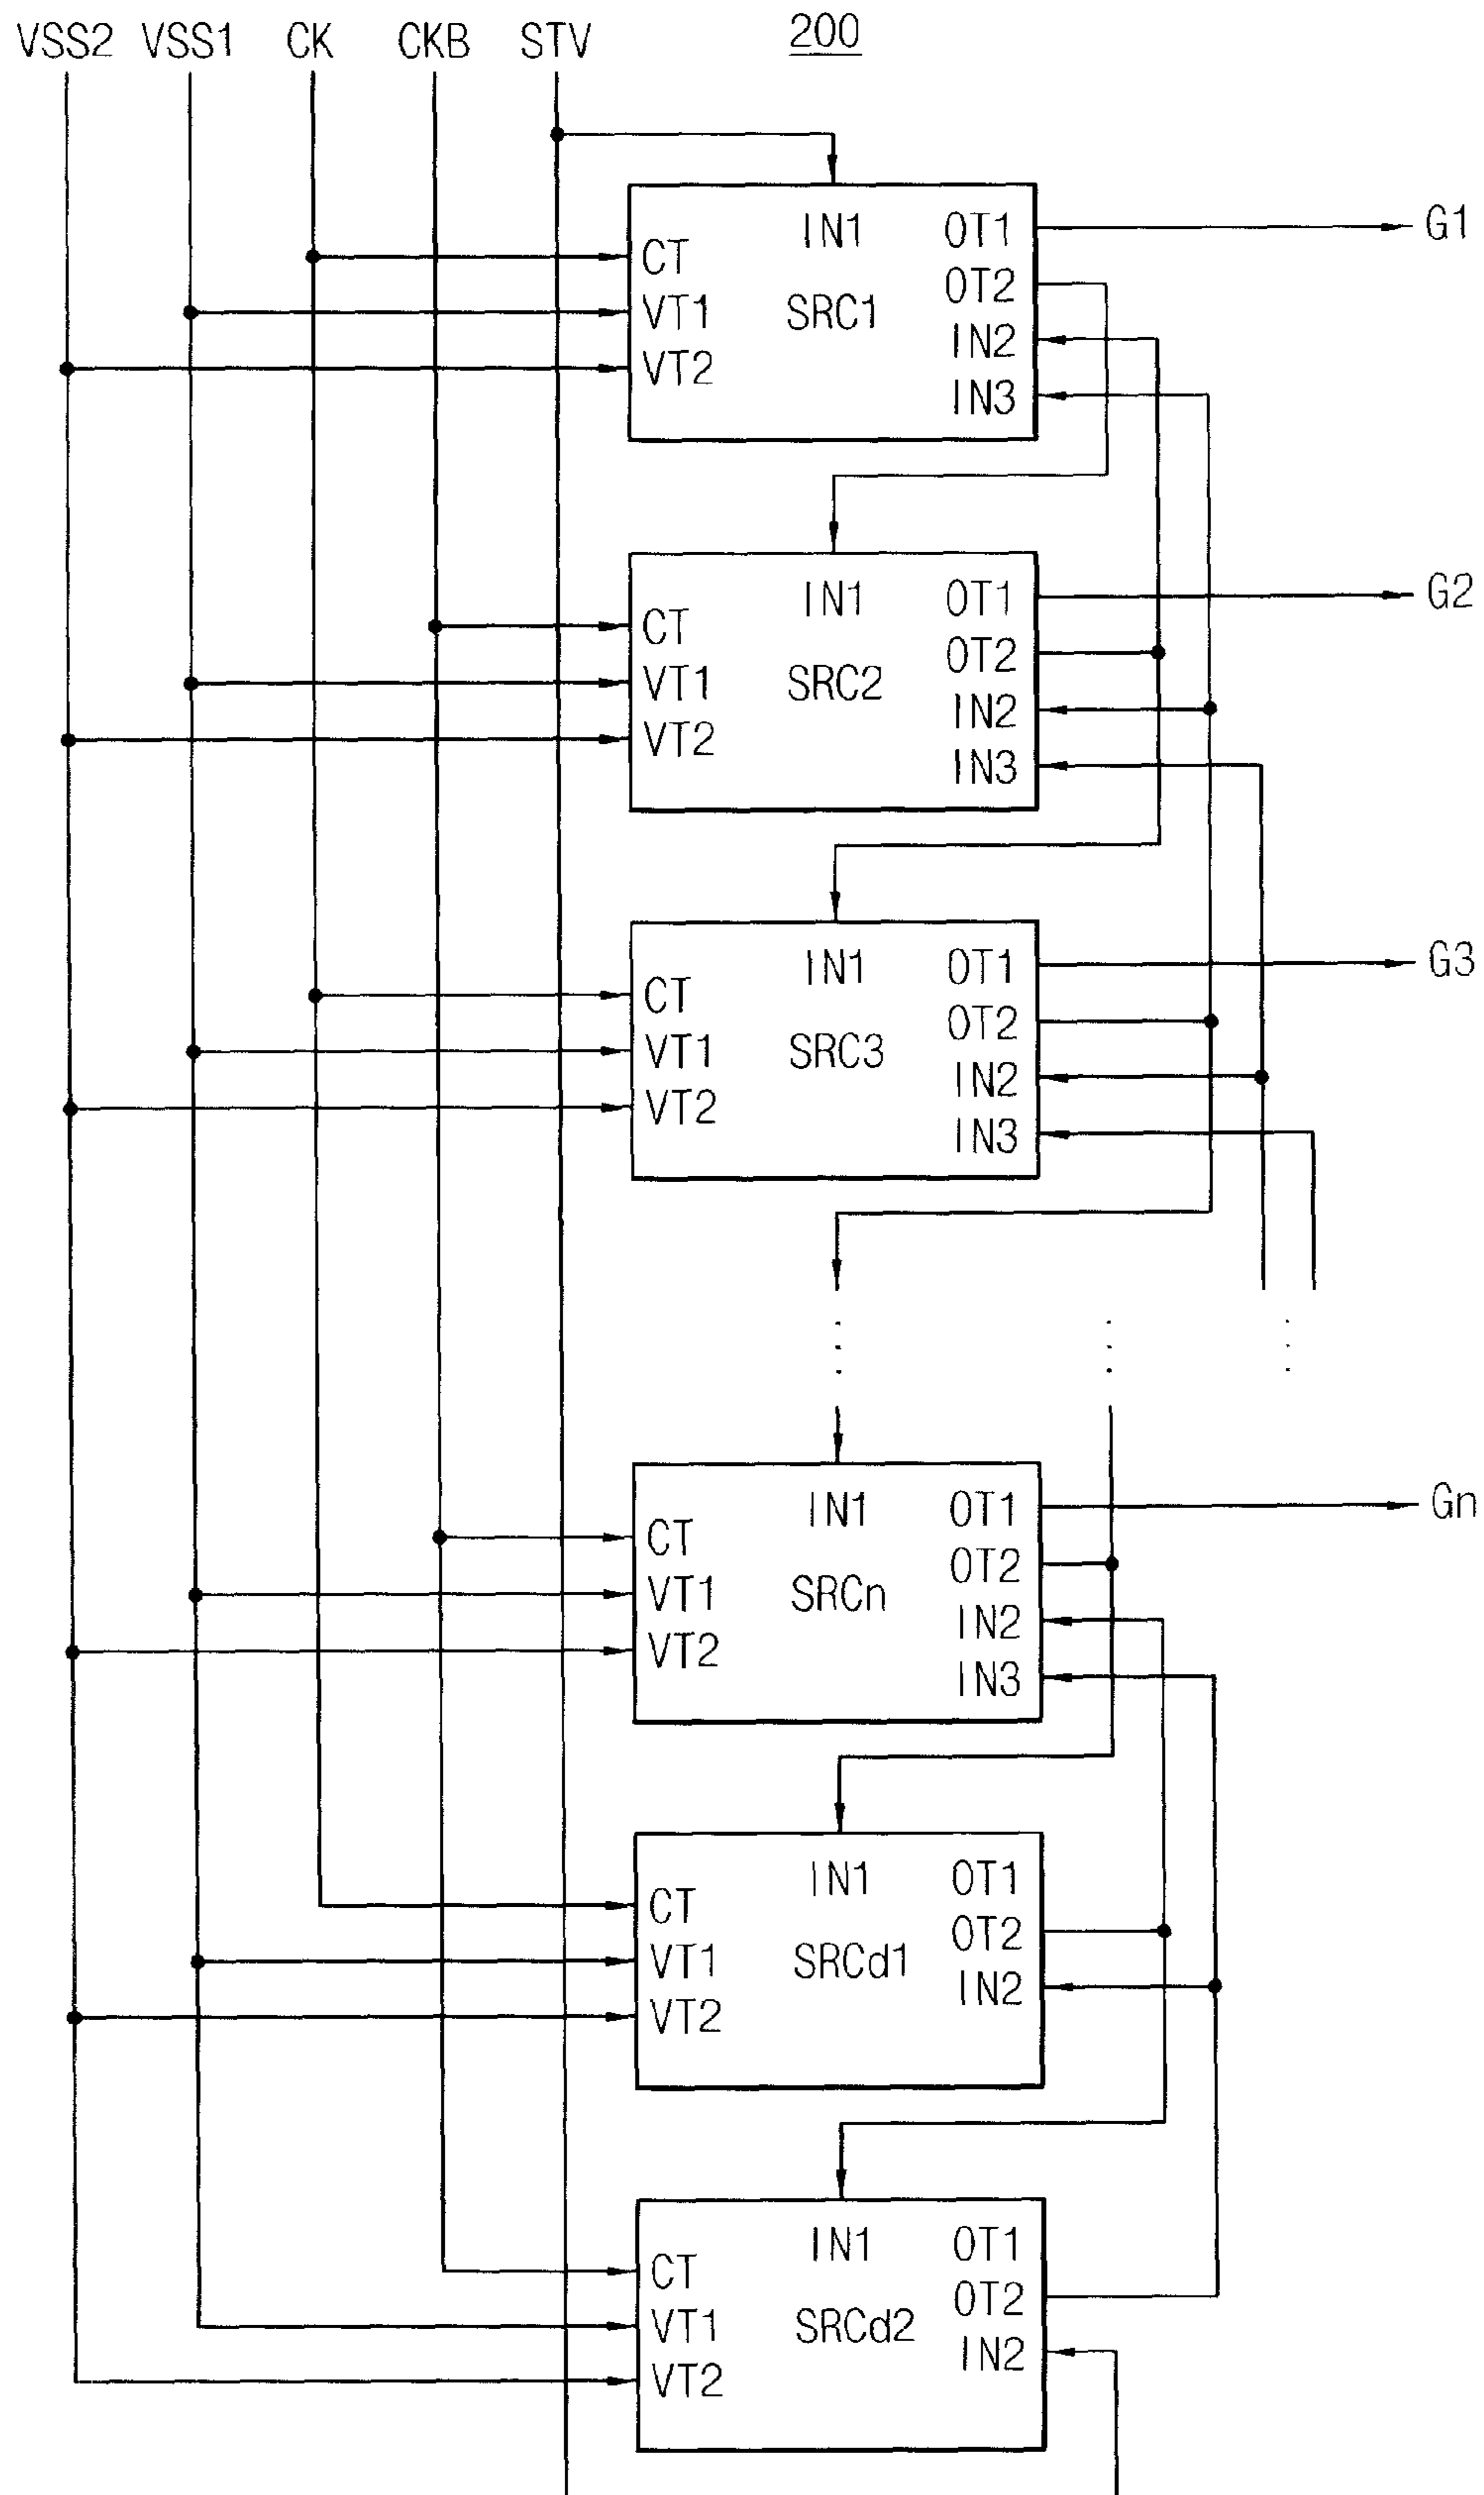 VSS2 VSS1 CK CKB STV 200
IN1 OT1 G1
CT
OT2
VT1 SRC1
IN2
VT2
IN3
IN1 OT1 G2
CT
OT2
VT1 SRC2
IN2
VT2
IN3
IN1 OT1 G3
CT
OT2
VT1 SRC3
IN2
VT2
IN3
IN1 OT1 Gn
CT
OT2
VT1 SRCn
IN2
VT2
IN3
IN1 OT1
CT
OT2
VT1 SRCd1
IN2
VT2
IN1 OT1
CT
OT2
VT1 SRCd2
IN2
VT2